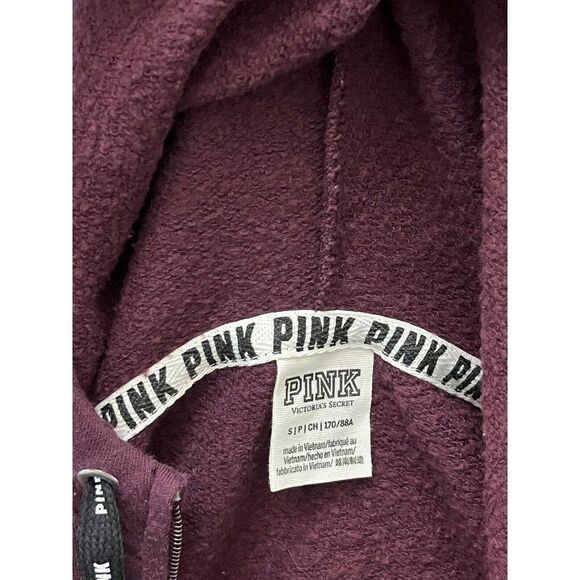 PINK PINK PINK PINK PINK
PINK
VICTORIA'S SECRET
S|P|CH|170/88A
made in Vietnam/fabriqué au
Vietnam/hecho en Vietnam/
fabbricato in Vietnam/
PINK
NK